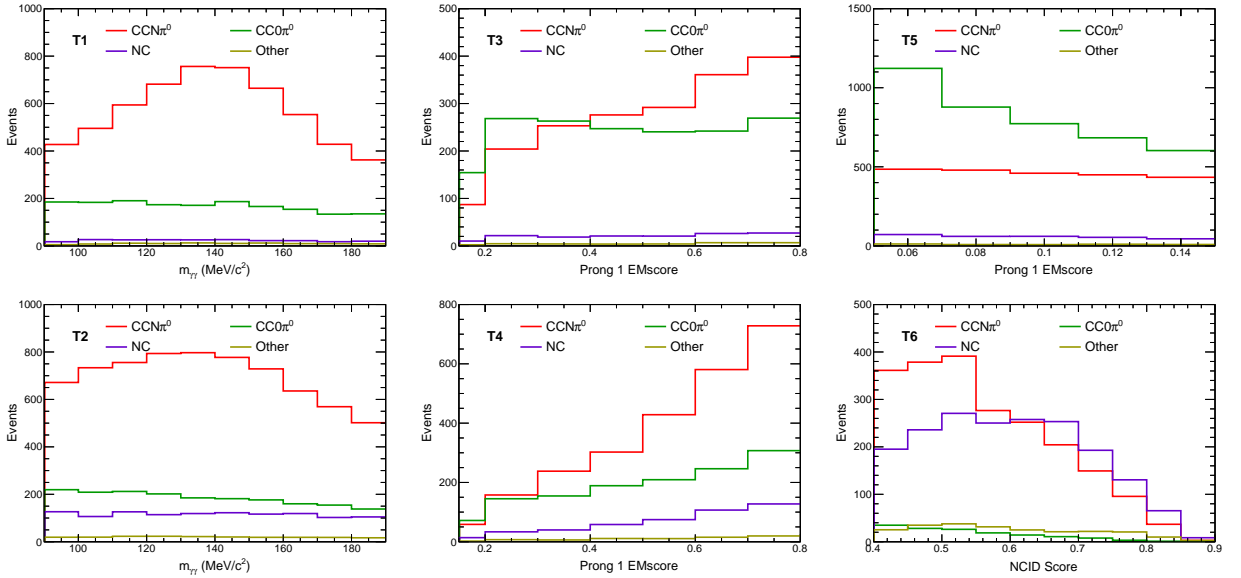 T1
CCNπ⁰
CC0π⁰
NC
Other
Events
0
200
400
600
800
1000
100
120
140
160
180
m_γγ (MeV/c²)
T3
CCNπ⁰
CC0π⁰
NC
Other
Events
0
100
200
300
400
500
0.2
0.4
0.6
0.8
Prong 1 EMscore
T5
CCNπ⁰
CC0π⁰
NC
Other
Events
0
500
1000
1500
0.06
0.08
0.1
0.12
0.14
Prong 1 EMscore
T2
CCNπ⁰
CC0π⁰
NC
Other
Events
0
200
400
600
800
1000
100
120
140
160
180
m_γγ (MeV/c²)
T4
CCNπ⁰
CC0π⁰
NC
Other
Events
0
200
400
600
800
0.2
0.4
0.6
0.8
Prong 1 EMscore
T6
CCNπ⁰
CC0π⁰
NC
Other
Events
0
100
200
300
400
500
0.4
0.5
0.6
0.7
0.8
0.9
NCID Score